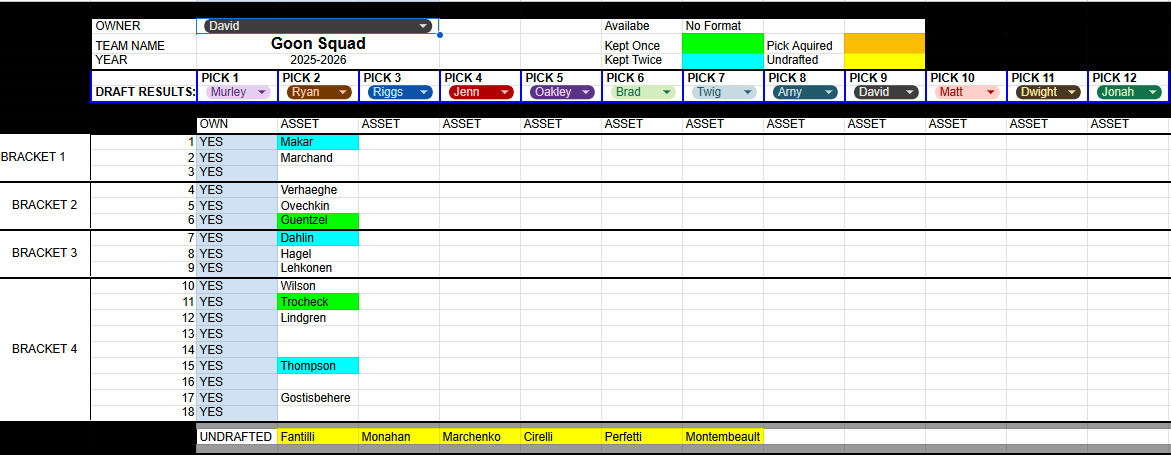 OWNER David Availabe No Format
TEAM NAME Goon Squad Kept Once Pick Aquired
YEAR 2025-2026 Kept Twice Undrafted
PICK 1 PICK 2 PICK 3 PICK 4 PICK 5 PICK 6 PICK 7 PICK 8 PICK 9 PICK 10 PICK 11 PICK 12
DRAFT RESULTS: Murley Ryan Riggs Jenn Oakley Brad Twig Amy David Matt Dwight Jonah
OWN ASSET ASSET ASSET ASSET ASSET ASSET ASSET ASSET ASSET ASSET ASSET
1 YES Makar
BRACKET 1 2 YES Marchand
3 YES
4 YES Verhaeghe
BRACKET 2 5 YES Ovechkin
6 YES Guentzel
7 YES Dahlin
BRACKET 3 8 YES Hagel
9 YES Lehkonen
10 YES Wilson
11 YES Trocheck
12 YES Lindgren
13 YES
BRACKET 4 14 YES
15 YES Thompson
16 YES
17 YES Gostisbehere
18 YES
UNDRAFTED Fantilli Monahan Marchenko Cirelli Perfetti Montembeault